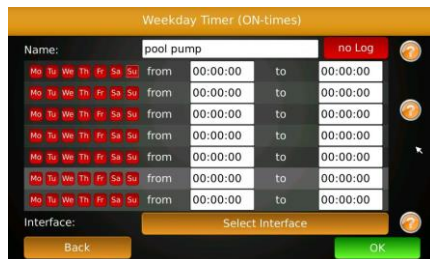 Weekday Timer (ON-times)
Name: pool pump no Log ?
Mo Tu We Th Fr Sa Su from 00:00:00 to 00:00:00
Mo Tu We Th Fr Sa Su from 00:00:00 to 00:00:00
Mo Tu We Th Fr Sa Su from 00:00:00 to 00:00:00 ?
Mo Tu We Th Fr Sa Su from 00:00:00 to 00:00:00
Mo Tu We Th Fr Sa Su from 00:00:00 to 00:00:00
Mo Tu We Th Fr Sa Su from 00:00:00 to 00:00:00
Mo Tu We Th Fr Sa Su from 00:00:00 to 00:00:00
Interface: Select Interface ?
Back OK